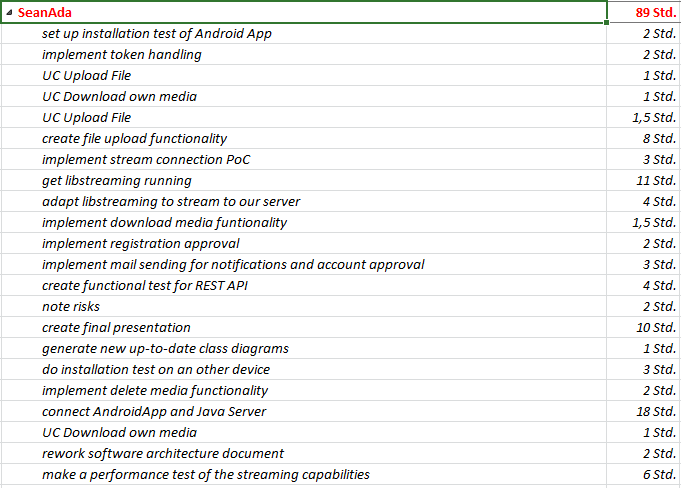 SeanAda 89 Std.
set up installation test of Android App 2 Std.
implement token handling 2 Std.
UC Upload File 1 Std.
UC Download own media 1 Std.
UC Upload File 1,5 Std.
create file upload functionality 8 Std.
implement stream connection PoC 3 Std.
get libstreaming running 11 Std.
adapt libstreaming to stream to our server 4 Std.
implement download media funtionality 1,5 Std.
implement registration approval 2 Std.
implement mail sending for notifications and account approval 3 Std.
create functional test for REST API 4 Std.
note risks 2 Std.
create final presentation 10 Std.
generate new up-to-date class diagrams 1 Std.
do installation test on an other device 3 Std.
implement delete media functionality 2 Std.
connect AndroidApp and Java Server 18 Std.
UC Download own media 1 Std.
rework software architecture document 2 Std.
make a performance test of the streaming capabilities 6 Std.